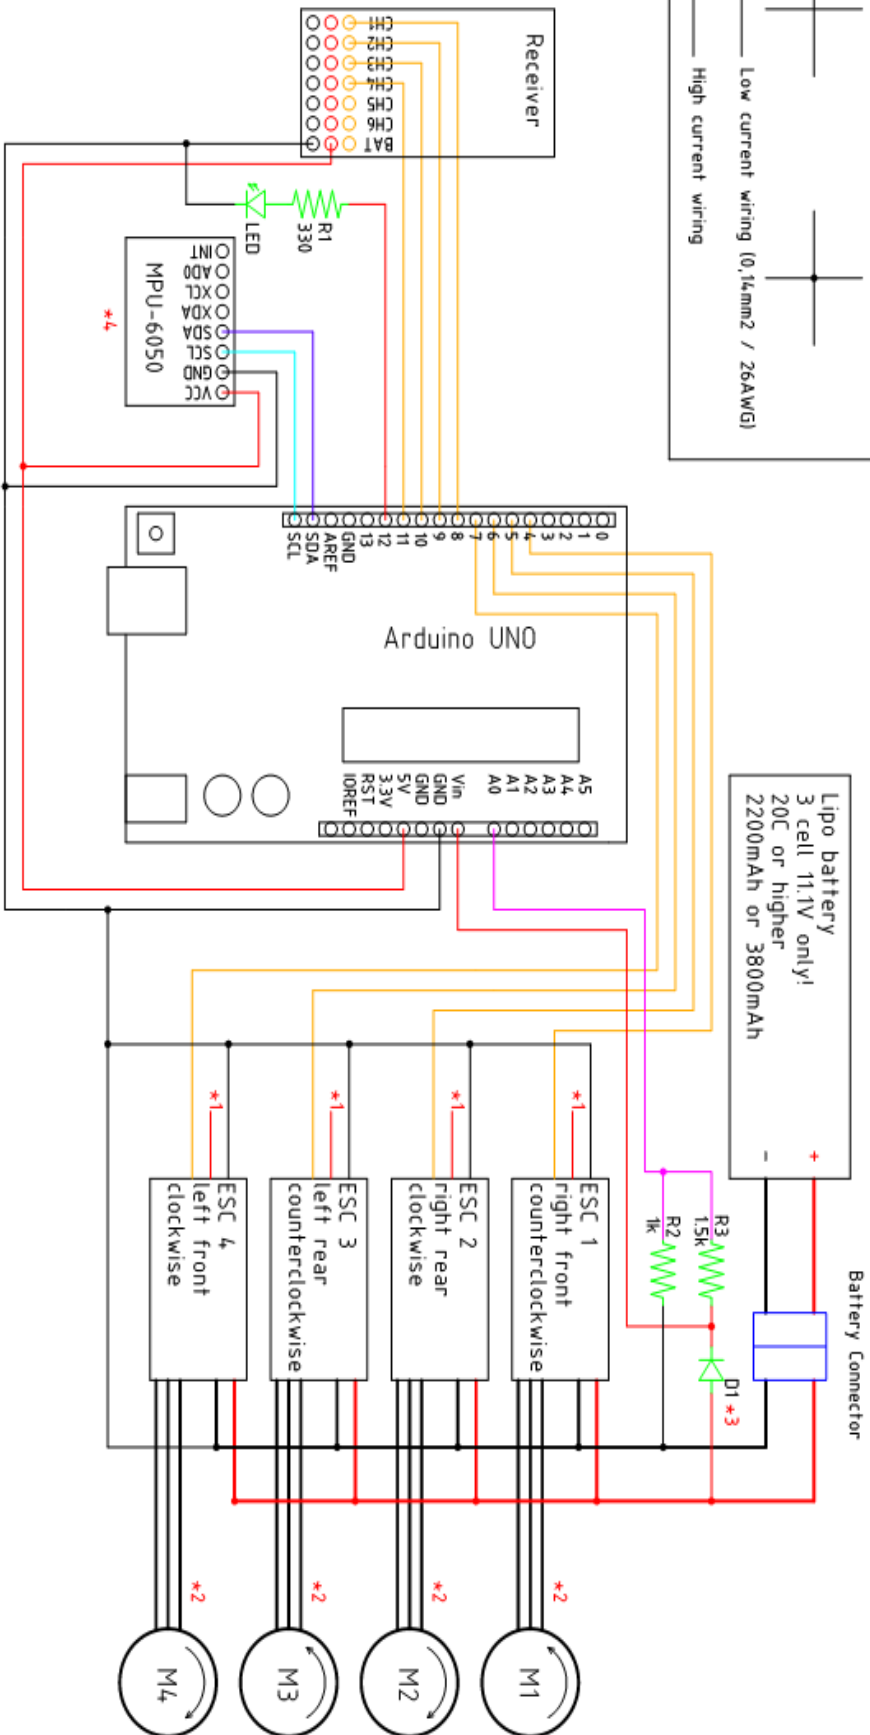 Low current wiring (0,14mm2 / 26AWG)
High current wiring
Receiver
CH1
CH2
CH3
CH4
CH5
CH6
BAT
LED
R1
330
MPU-6050
INT
AD0
XCL
XDA
SDA
SCL
GND
VCC
*4
Arduino UNO
0
1
2
3
4
5
6
7
8
9
10
11
12
13
GND
AREF
SDA
SCL
A5
A4
A3
A2
A1
A0
Vin
GND
GND
5V
3.3V
RST
IOREF
Lipo battery
3 cell 11.1V only!
20C or higher
2200mAh or 3800mAh
-
+
Battery Connector
R3
1.5k
R2
1k
D1
*3
*1
*1
*1
*1
ESC 1
right front
counterclockwise
ESC 2
right rear
clockwise
ESC 3
left rear
counterclockwise
ESC 4
left front
clockwise
*2
*2
*2
*2
M1
M2
M3
M4